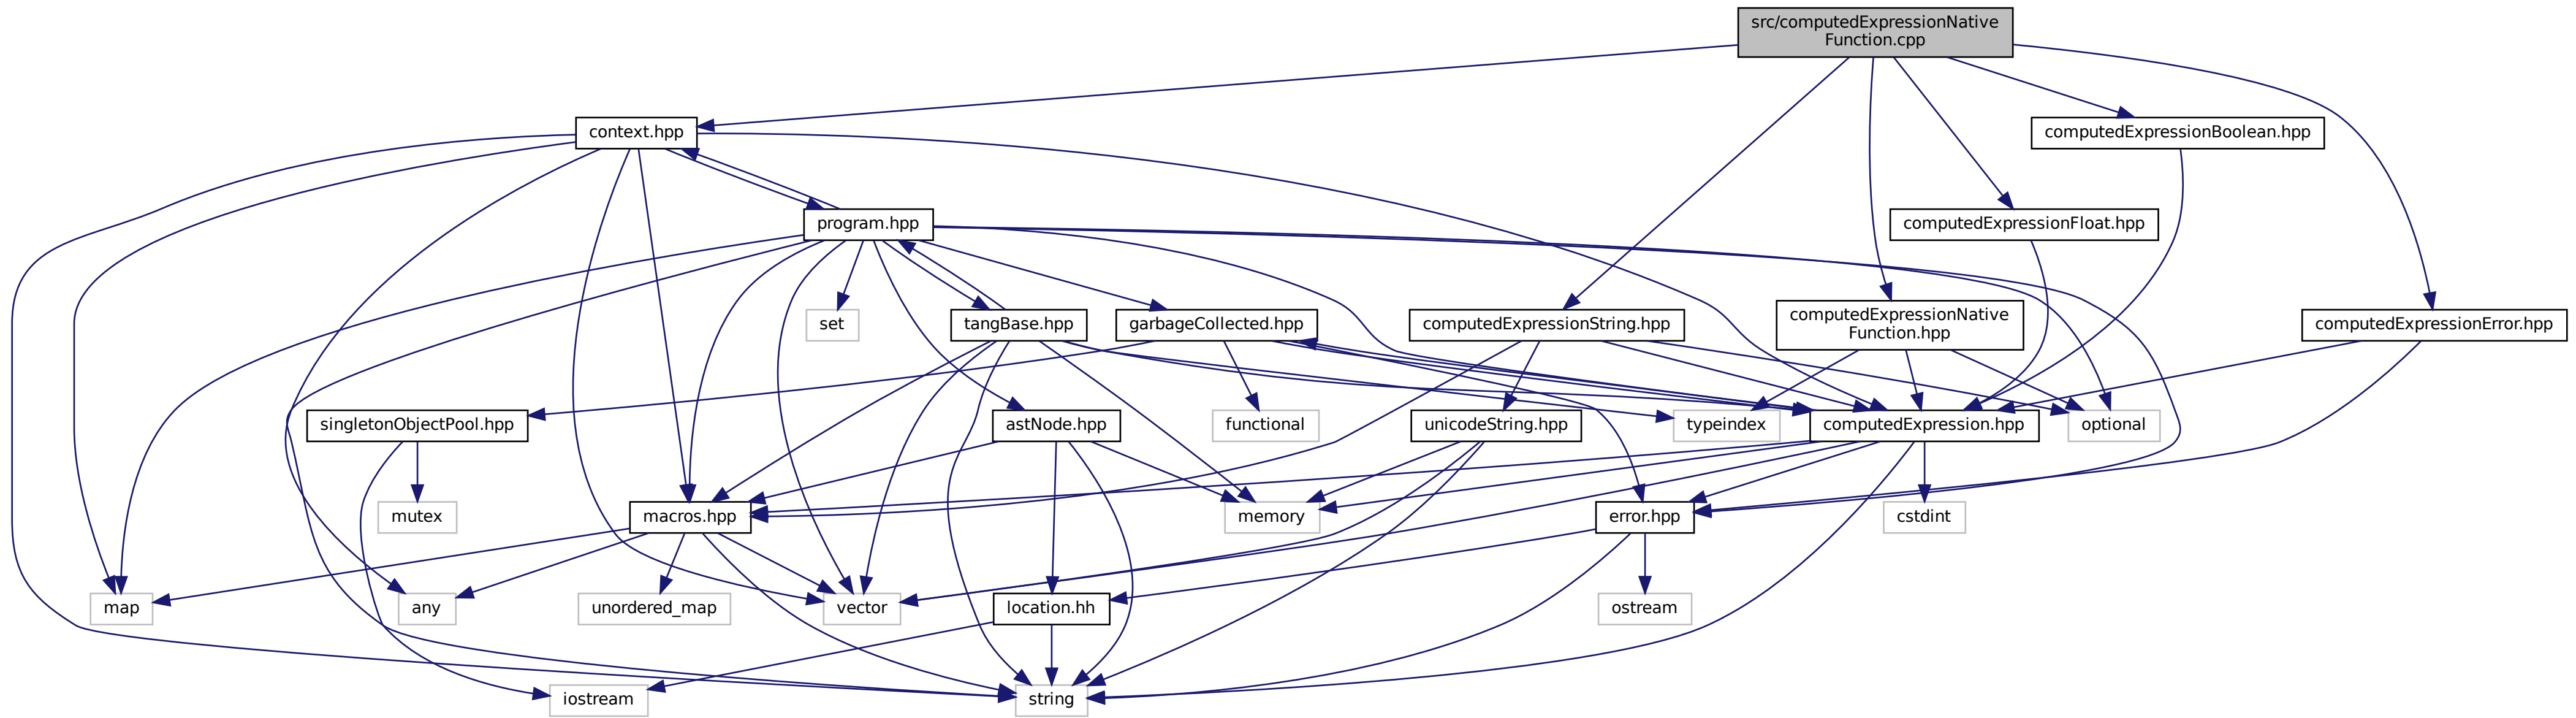 src/computedExpressionNative
Function.cpp
context.hpp
computedExpressionBoolean.hpp
program.hpp
computedExpressionFloat.hpp
set
tangBase.hpp
garbageCollected.hpp
computedExpressionString.hpp
computedExpressionNative
Function.hpp
computedExpressionError.hpp
singletonObjectPool.hpp
astNode.hpp
functional
unicodeString.hpp
typeindex
computedExpression.hpp
optional
mutex
macros.hpp
memory
error.hpp
cstdint
map
any
unordered_map
vector
location.hh
ostream
iostream
string